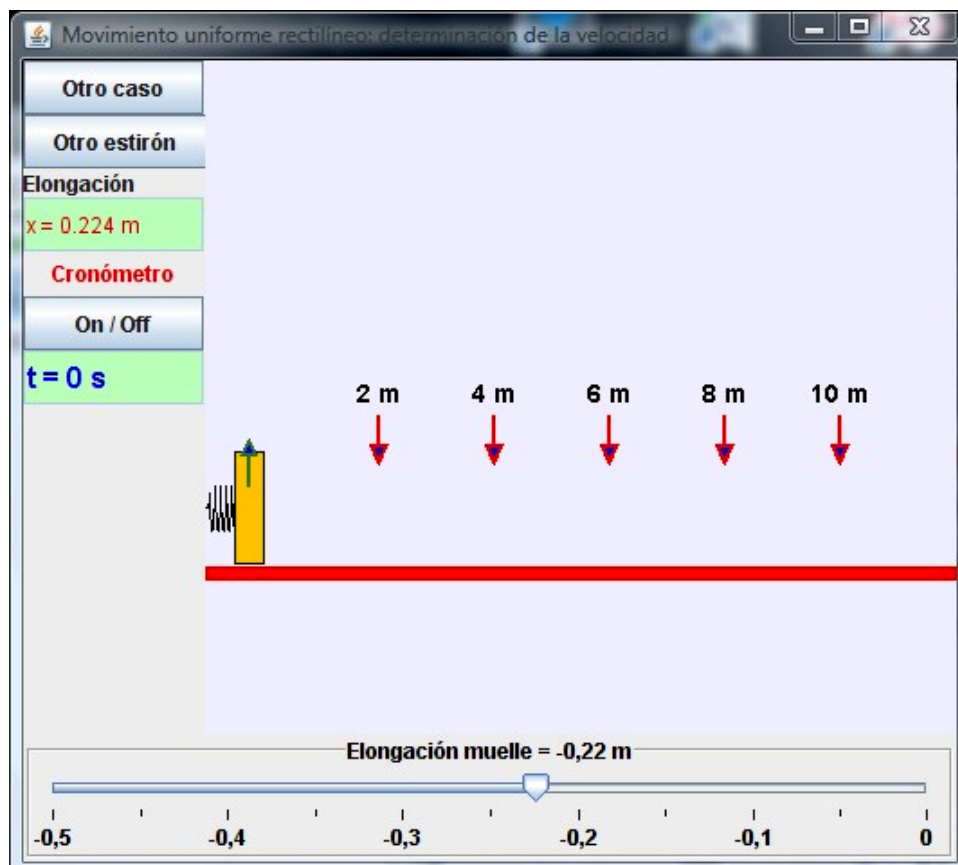 Movimiento uniforme rectilíneo: determinación de la velocidad
Otro caso
Otro estirón
Elongación
x = 0.224 m
Cronómetro
On / Off
t = 0 s
2 m 4 m 6 m 8 m 10 m
Elongación muelle = -0,22 m
-0,5 -0,4 -0,3 -0,2 -0,1 0